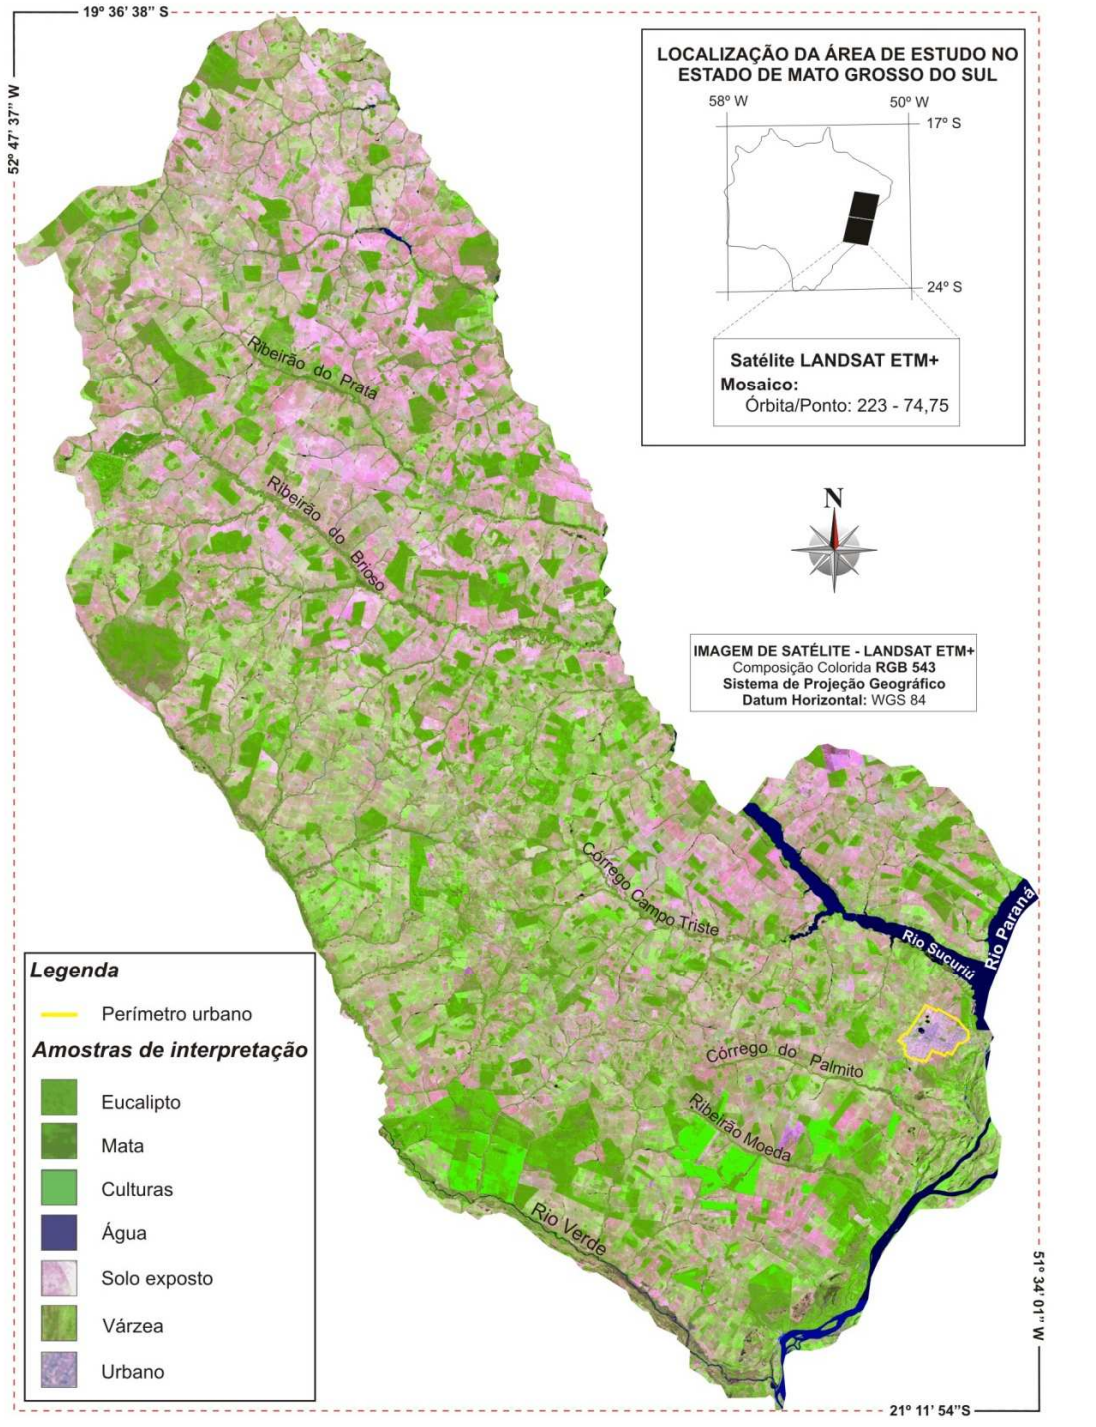 19º 36’ 38” S
52º 47’ 37” W
LOCALIZAÇÃO DA ÁREA DE ESTUDO NO
ESTADO DE MATO GROSSO DO SUL
58º W
50º W
17º S
24º S
Satélite LANDSAT ETM+
Mosaico:
Órbita/Ponto: 223 - 74,75
N
IMAGEM DE SATÉLITE - LANDSAT ETM+
Composição Colorida RGB 543
Sistema de Projeção Geográfico
Datum Horizontal: WGS 84
Ribeirão do Prata
Ribeirão do Brioso
Córrego Campo Triste
Rio Sucuriú
Rio Paraná
Córrego do Palmito
Ribeirão Moeda
Rio Verde
Legenda
Perímetro urbano
Amostras de interpretação
Eucalipto
Mata
Culturas
Água
Solo exposto
Várzea
Urbano
51º 34’ 01” W
21º 11’ 54”S